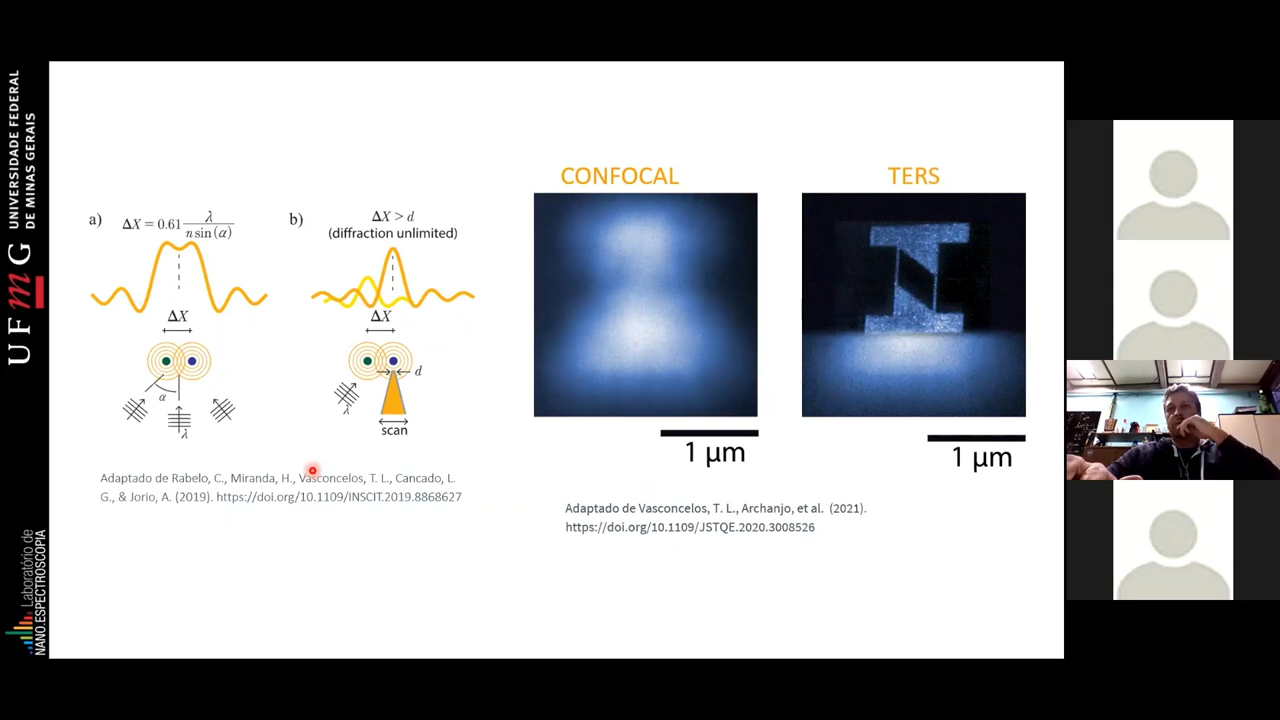 UNIVERSIDADE FEDERAL
DE MINAS GERAIS
UFmG
Laboratório de
NANO.ESPECTROSCOPIA
a)
ΔX = 0.61 λ / n sin(α)
ΔX
α
λ
b)
ΔX > d
(diffraction unlimited)
ΔX
d
λ
scan
Adaptado de Rabelo, C., Miranda, H., Vasconcelos, T. L., Cancado, L.
G., & Jorio, A. (2019). https://doi.org/10.1109/INSCIT.2019.8868627
CONFOCAL
1 μm
TERS
1 μm
Adaptado de Vasconcelos, T. L., Archanjo, et al. (2021).
https://doi.org/10.1109/JSTQE.2020.3008526